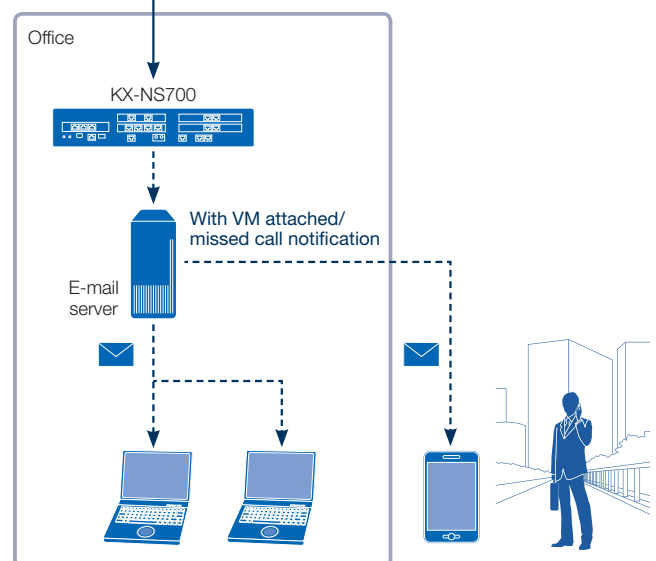 Office
KX-NS700
With VM attached/
missed call notification
E-mail
server